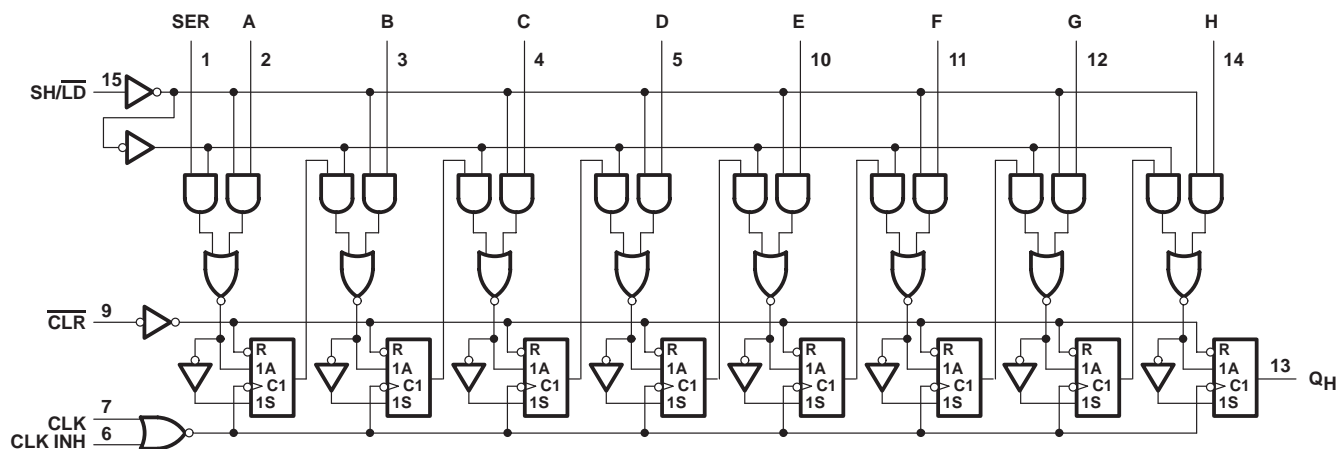 SER A B C D E F G H
1 2 3 4 5 10 11 12 14
SH/L̅D̅ 15
C̅L̅R̅ 9
R R R R R R R R
1A 1A 1A 1A 1A 1A 1A 1A
C1 C1 C1 C1 C1 C1 C1 C1 13 QH
1S 1S 1S 1S 1S 1S 1S 1S
CLK 7
CLK INH 6